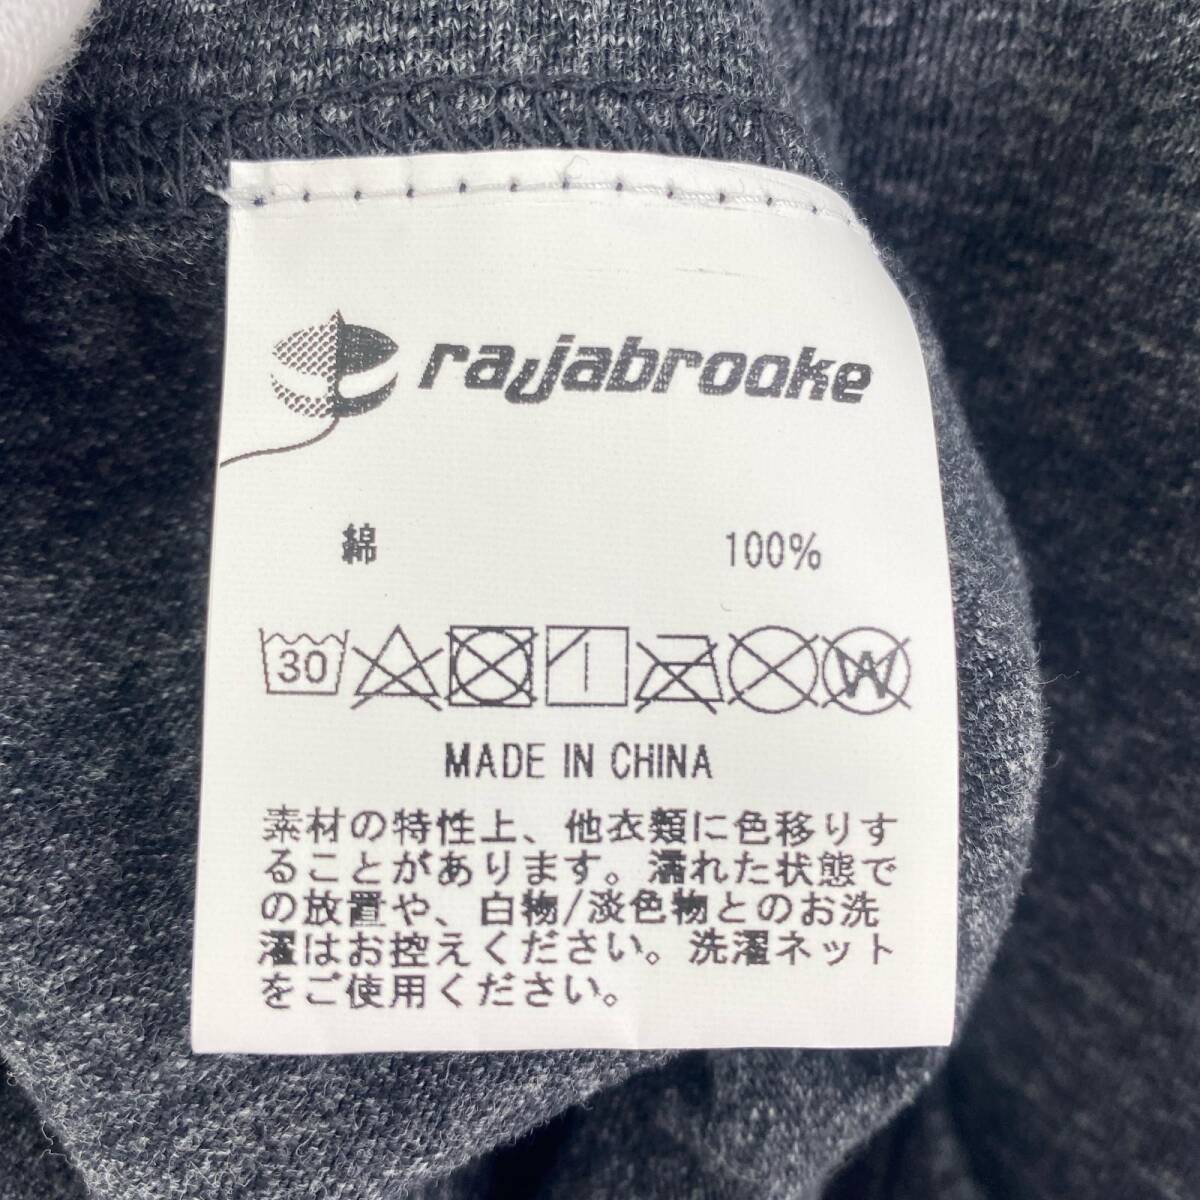 rajabrooke
綿 100%
30
W
MADE IN CHINA
素材の特性上、他衣類に色移りす
ることがあります。濡れた状態で
の放置や、白物/淡色物とのお洗
濯はお控えください。洗濯ネット
をご使用ください。